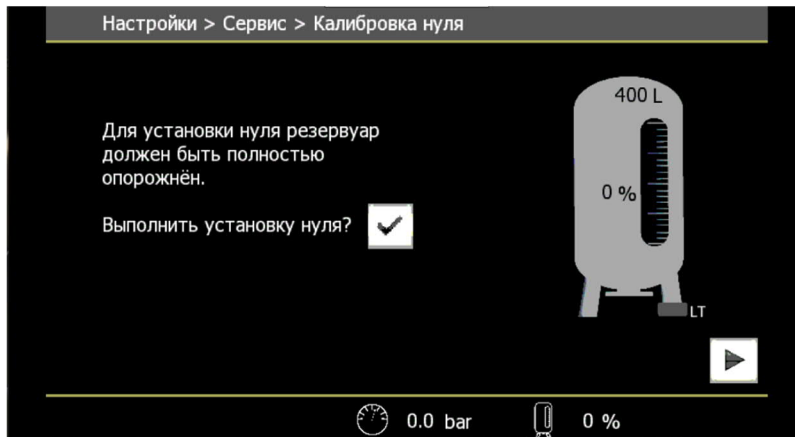 Настройки > Сервис > Калибровка нуля
400 L
Для установки нуля резервуар
должен быть полностью
опорожнён.
0 %
Выполнить установку нуля?
LT
0.0 bar
0 %